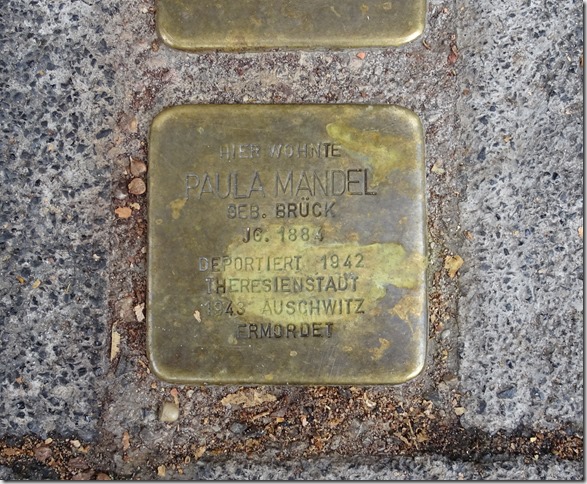 HIER WOHNTE
PAULA MANDEL
GEB. BRÜCK
JG. 1884
DEPORTIERT 1942
THERESIENSTADT
1943 AUSCHWITZ
ERMORDET